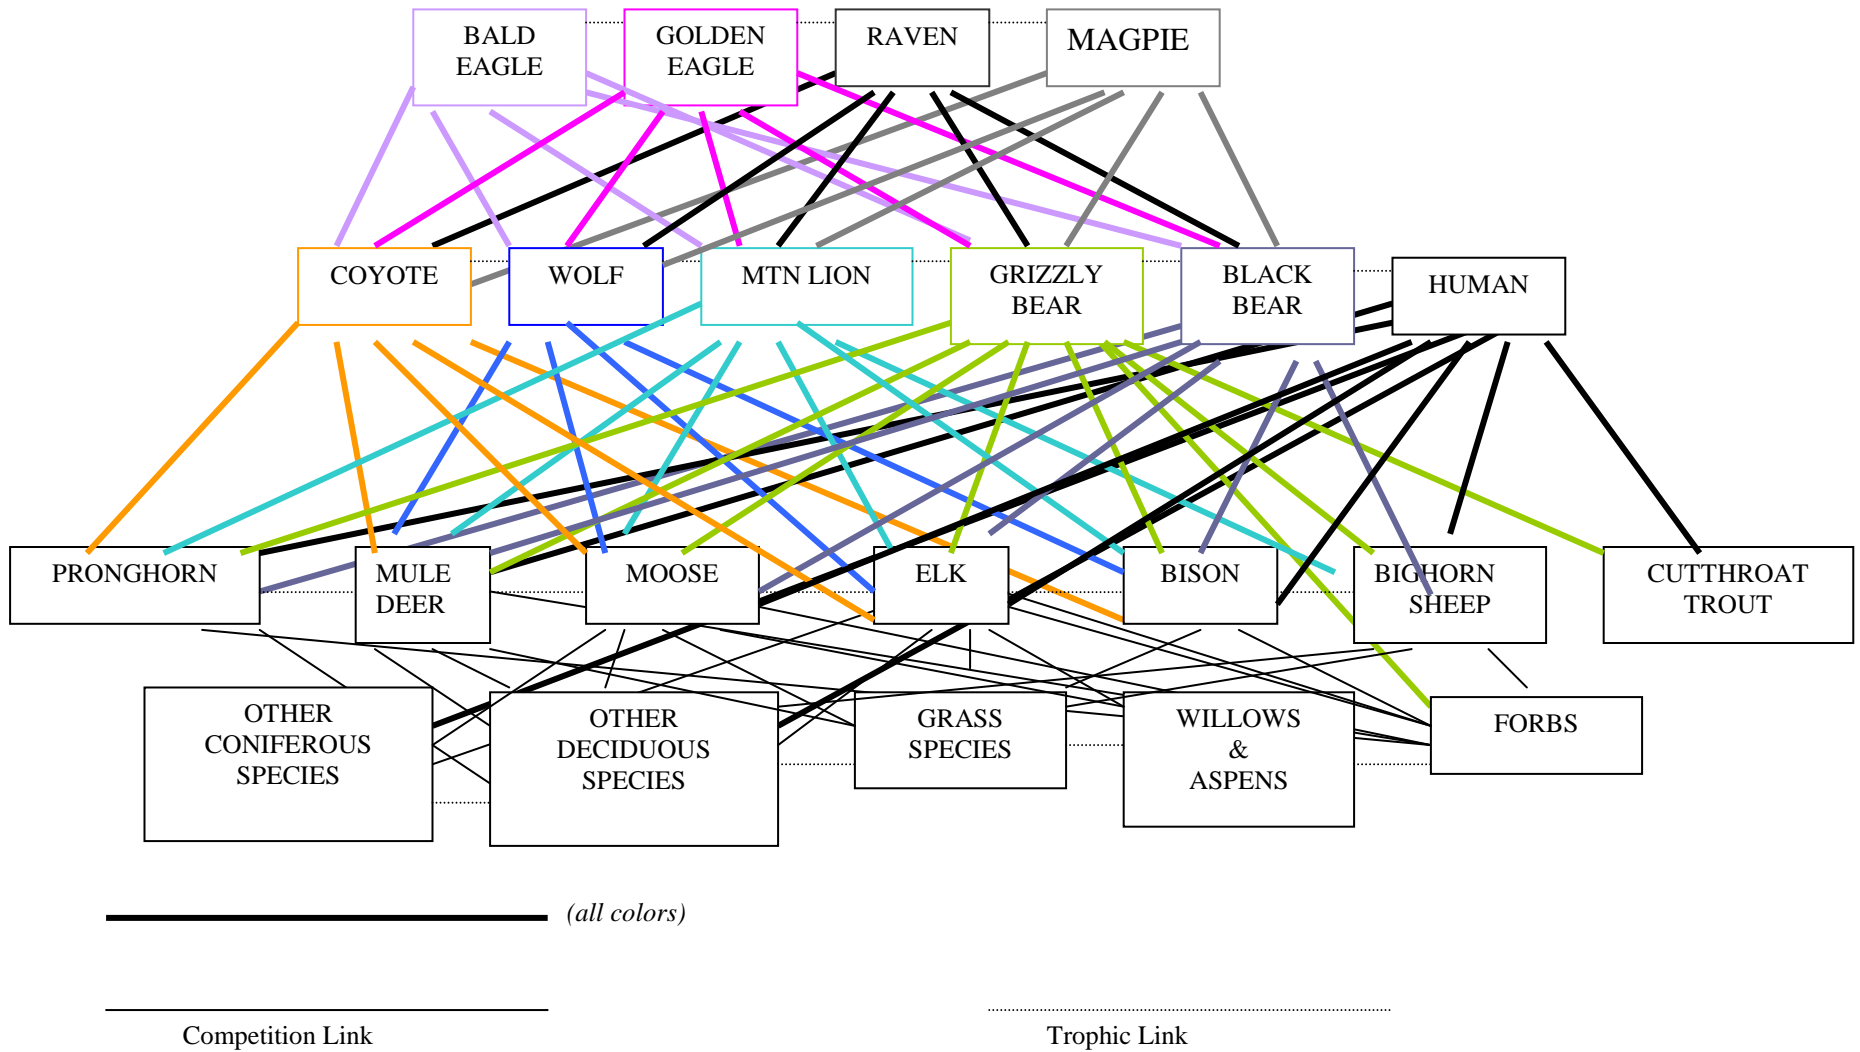 BALD
EAGLE
GOLDEN
EAGLE
RAVEN
MAGPIE
COYOTE
WOLF
MTN LION
GRIZZLY
BEAR
BLACK
BEAR
HUMAN
PRONGHORN
MULE
DEER
MOOSE
ELK
BISON
BIGHORN
SHEEP
CUTTHROAT
TROUT
OTHER
CONIFEROUS
SPECIES
OTHER
DECIDUOUS
SPECIES
GRASS
SPECIES
WILLOWS
&
ASPENS
FORBS
(all colors)
Competition Link
Trophic Link